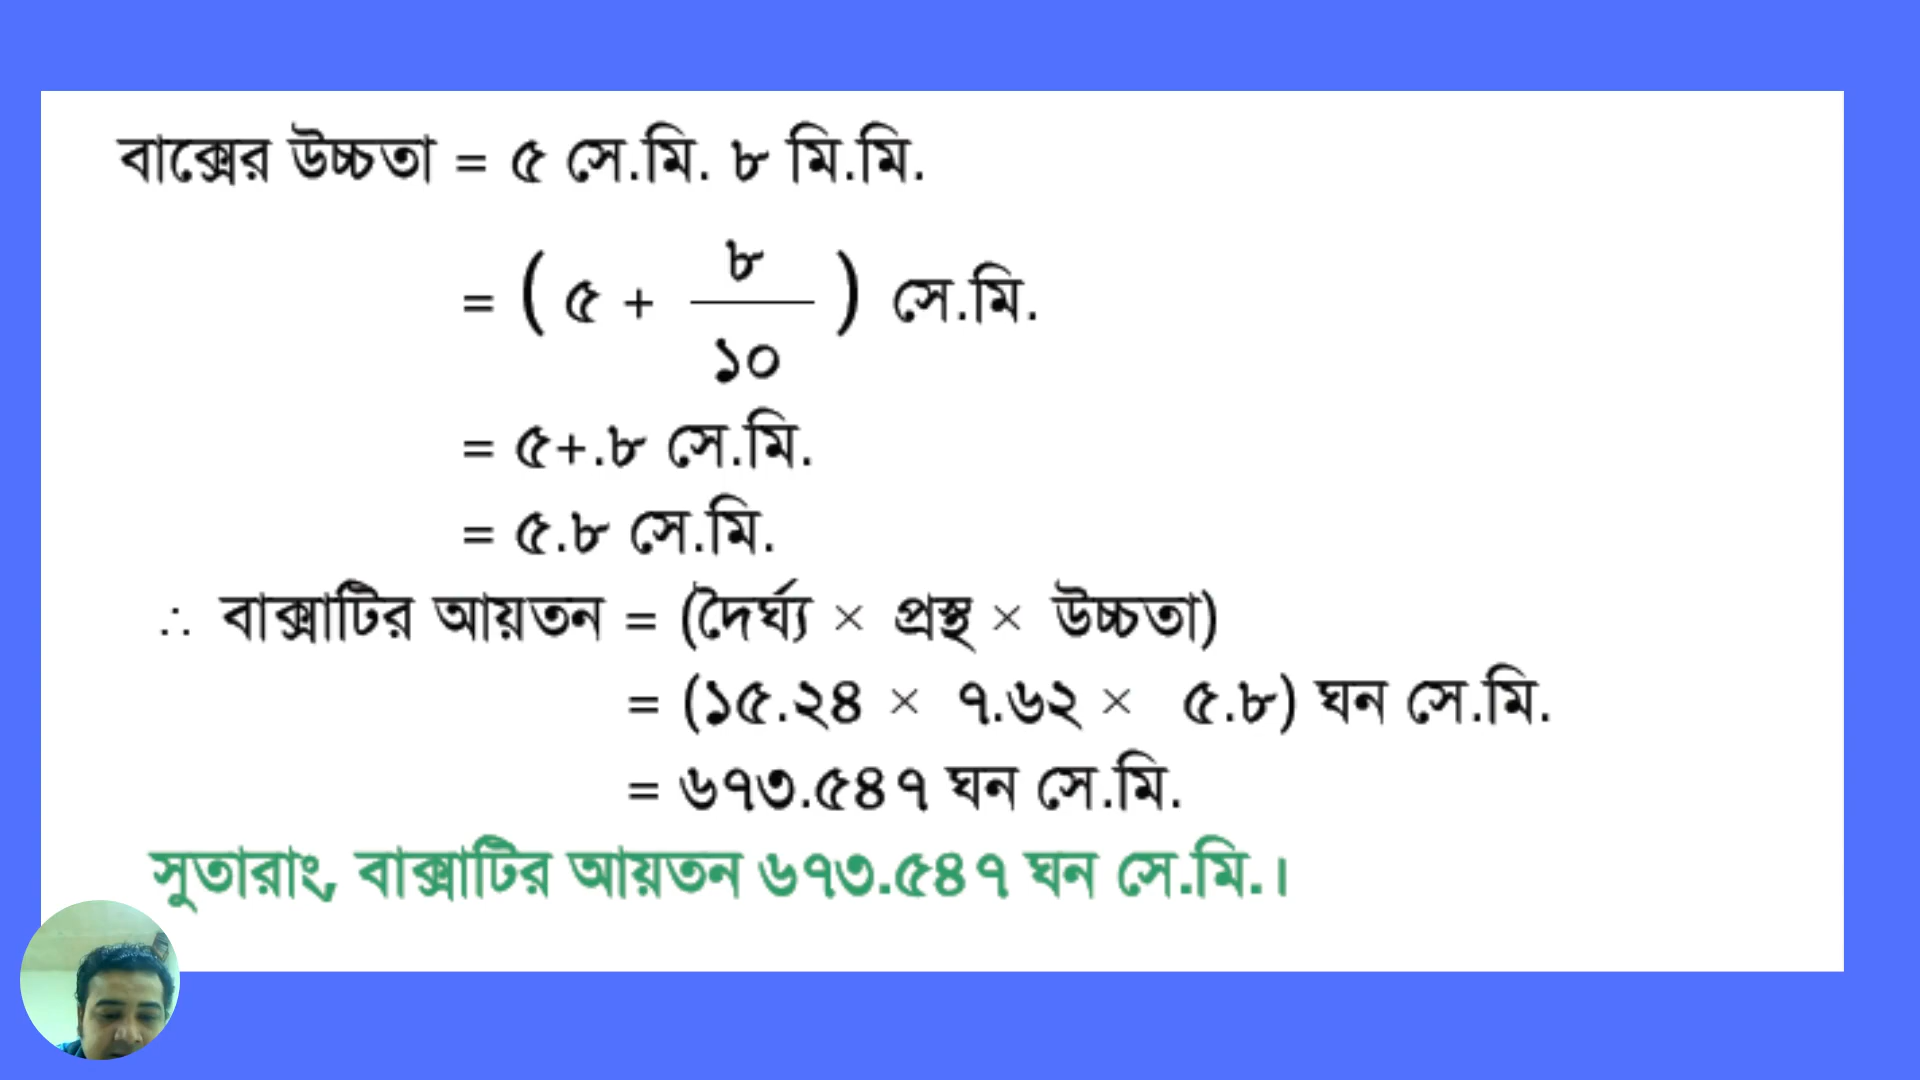 বাক্সের উচ্চতা = ৫ সে.মি. ৮ মি.মি.
= ( ৫ + ৮/১০ ) সে.মি.
= ৫+.৮ সে.মি.
= ৫.৮ সে.মি.
∴ বাক্সাটির আয়তন = (দৈর্ঘ্য × প্রস্থ × উচ্চতা)
= (১৫.২৪ × ৭.৬২ × ৫.৮) ঘন সে.মি.
= ৬৭৩.৫৪৭ ঘন সে.মি.
সুতারাং, বাক্সাটির আয়তন ৬৭৩.৫৪৭ ঘন সে.মি.।